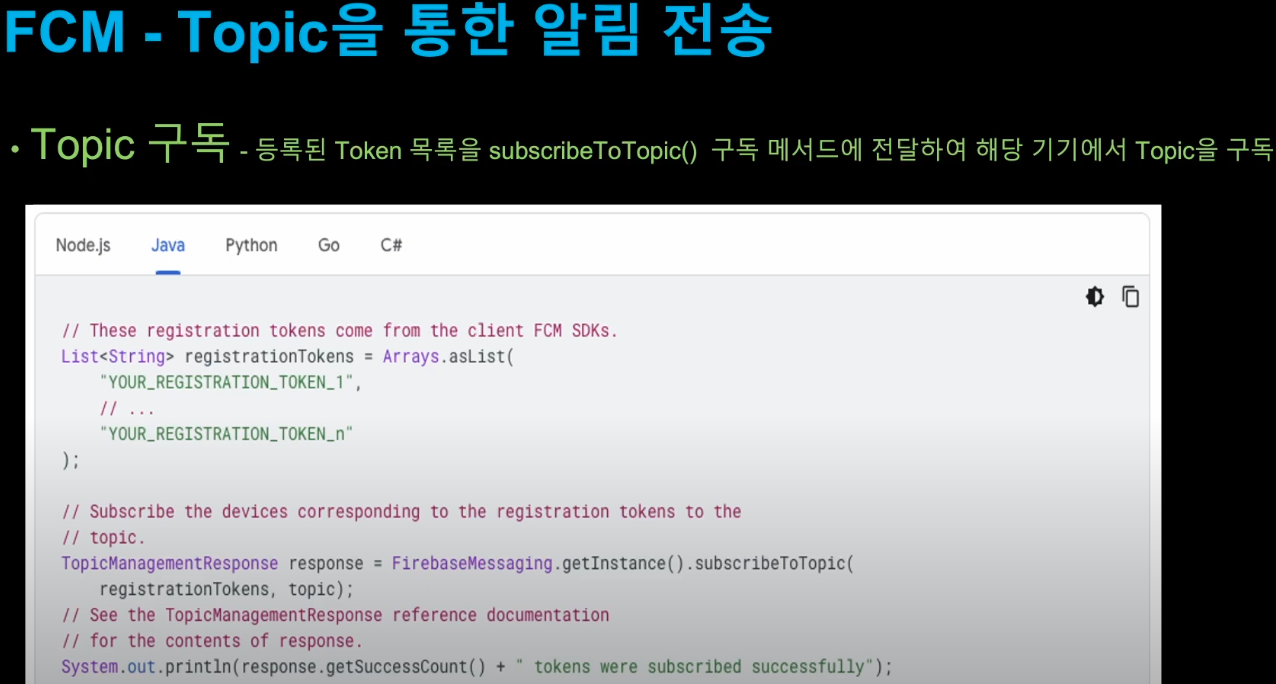 FCM - Topic을 통한 알림 전송
• Topic 구독 - 등록된 Token 목록을 subscribeToTopic() 구독 메서드에 전달하여 해당 기기에서 Topic을 구독
Node.js Java Python Go C#
// These registration tokens come from the client FCM SDKs.
List<String> registrationTokens = Arrays.asList(
    "YOUR_REGISTRATION_TOKEN_1",
    // ...
    "YOUR_REGISTRATION_TOKEN_n"
);
// Subscribe the devices corresponding to the registration tokens to the
// topic.
TopicManagementResponse response = FirebaseMessaging.getInstance().subscribeToTopic(
    registrationTokens, topic);
// See the TopicManagementResponse reference documentation
// for the contents of response.
System.out.println(response.getSuccessCount() + " tokens were subscribed successfully");